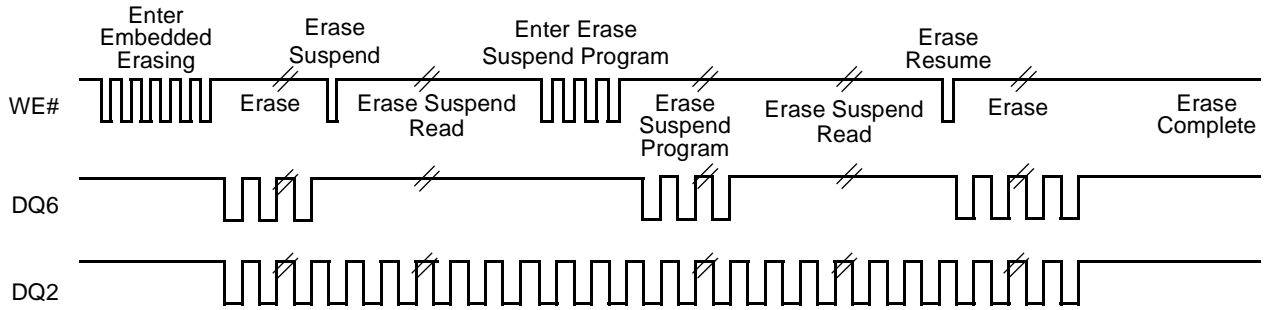 Enter
Embedded
Erasing
Erase
Suspend
Enter Erase
Suspend Program
Erase
Resume
WE#
Erase
Erase Suspend
Read
Erase
Suspend
Program
Erase Suspend
Read
Erase
Erase
Complete
DQ6
DQ2